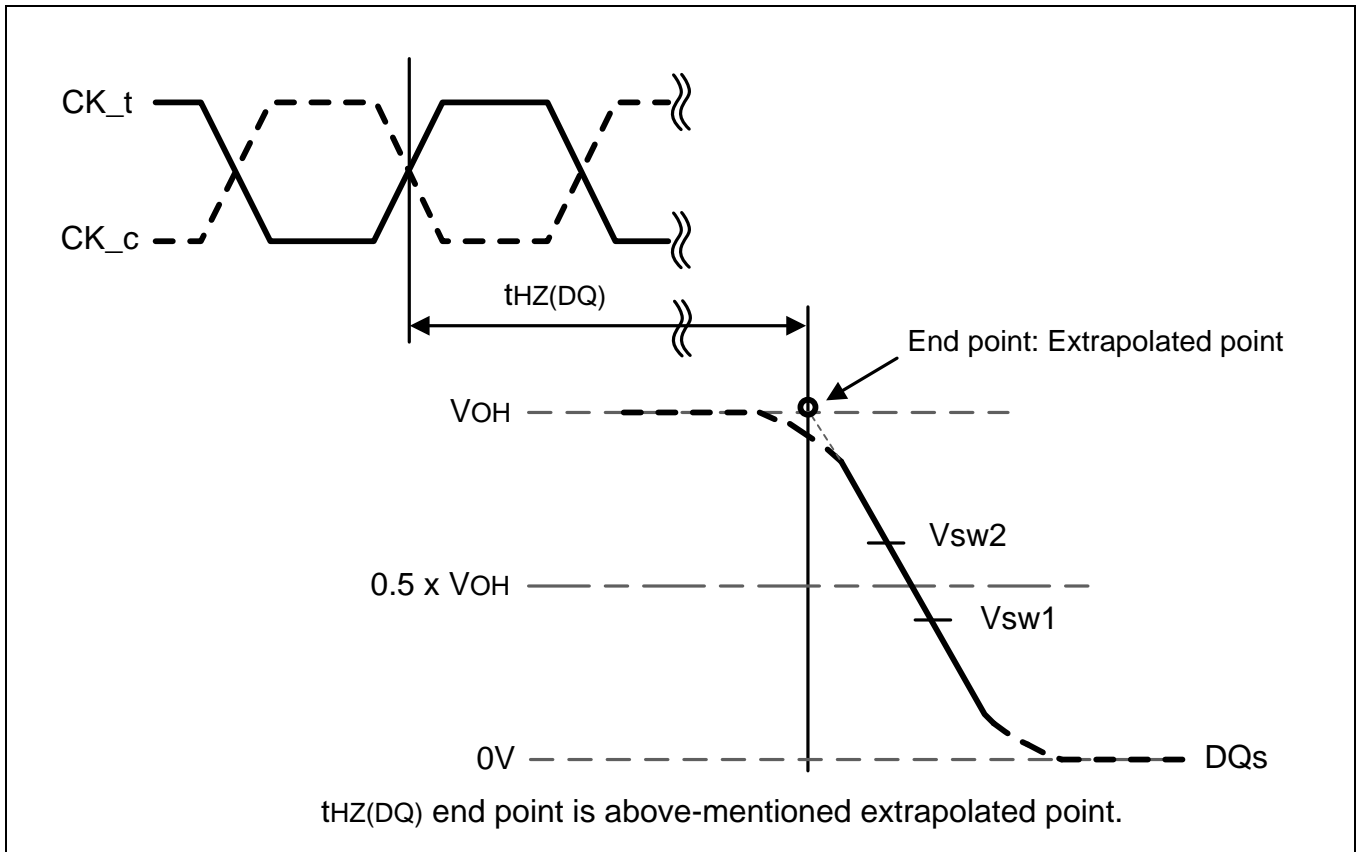 CK_t
CK_c
tHZ(DQ)
End point: Extrapolated point
VOH
Vsw2
0.5 x VOH
Vsw1
0V
DQs
tHZ(DQ) end point is above-mentioned extrapolated point.